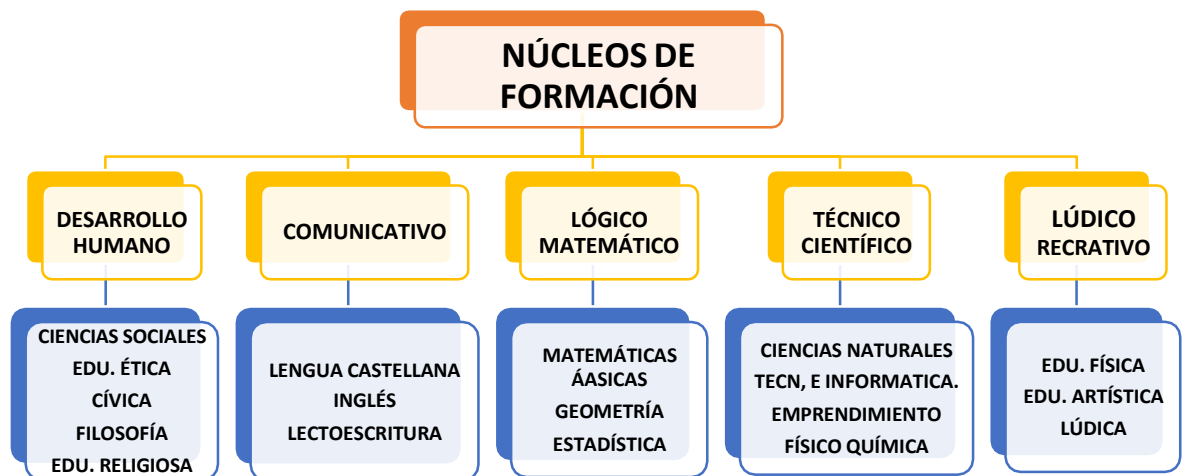 NÚCLEOS DE
FORMACIÓN
DESARROLLO
HUMANO
COMUNICATIVO
LÓGICO
MATEMÁTICO
TÉCNICO
CIENTÍFICO
LÚDICO
RECRATIVO
CIENCIAS SOCIALES
EDU. ÉTICA
CÍVICA
FILOSOFÍA
EDU. RELIGIOSA
LENGUA CASTELLANA
INGLÉS
LECTOESCRITURA
MATEMÁTICAS
ÁASICAS
GEOMETRÍA
ESTADÍSTICA
CIENCIAS NATURALES
TECN, E INFORMATICA.
EMPRENDIMIENTO
FÍSICO QUÍMICA
EDU. FÍSICA
EDU. ARTÍSTICA
LÚDICA